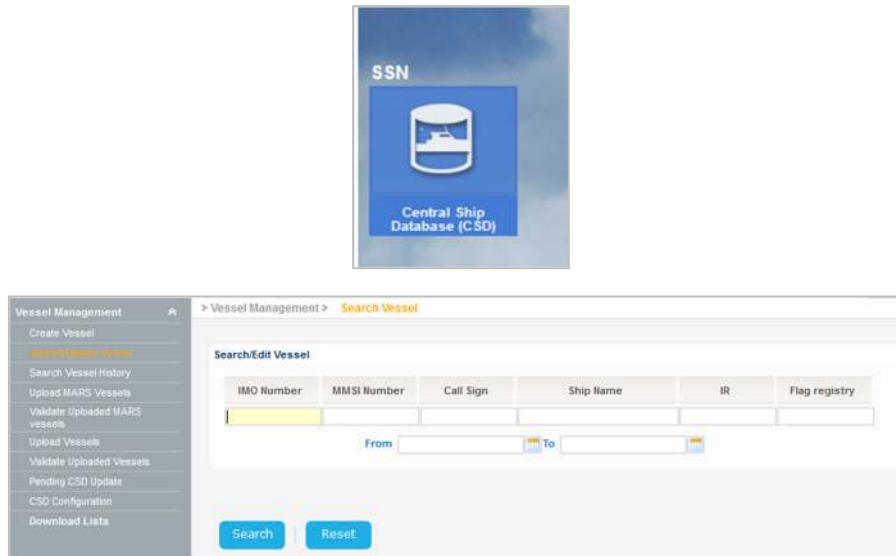 SSN
Central Ship
Database (CSD)
Vessel Management
Create Vessel
Search Vessel History
Upload MARS Vessels
Validate Uploaded MARS
vessels
Upload Vessels
Validate Uploaded Vessels
Pending CSD Update
CSD Configuration
Download Lists
> Vessel Management > Search Vessel
Search/Edit Vessel
IMO Number MMSI Number Call Sign Ship Name IR Flag registry
From To
Search Reset